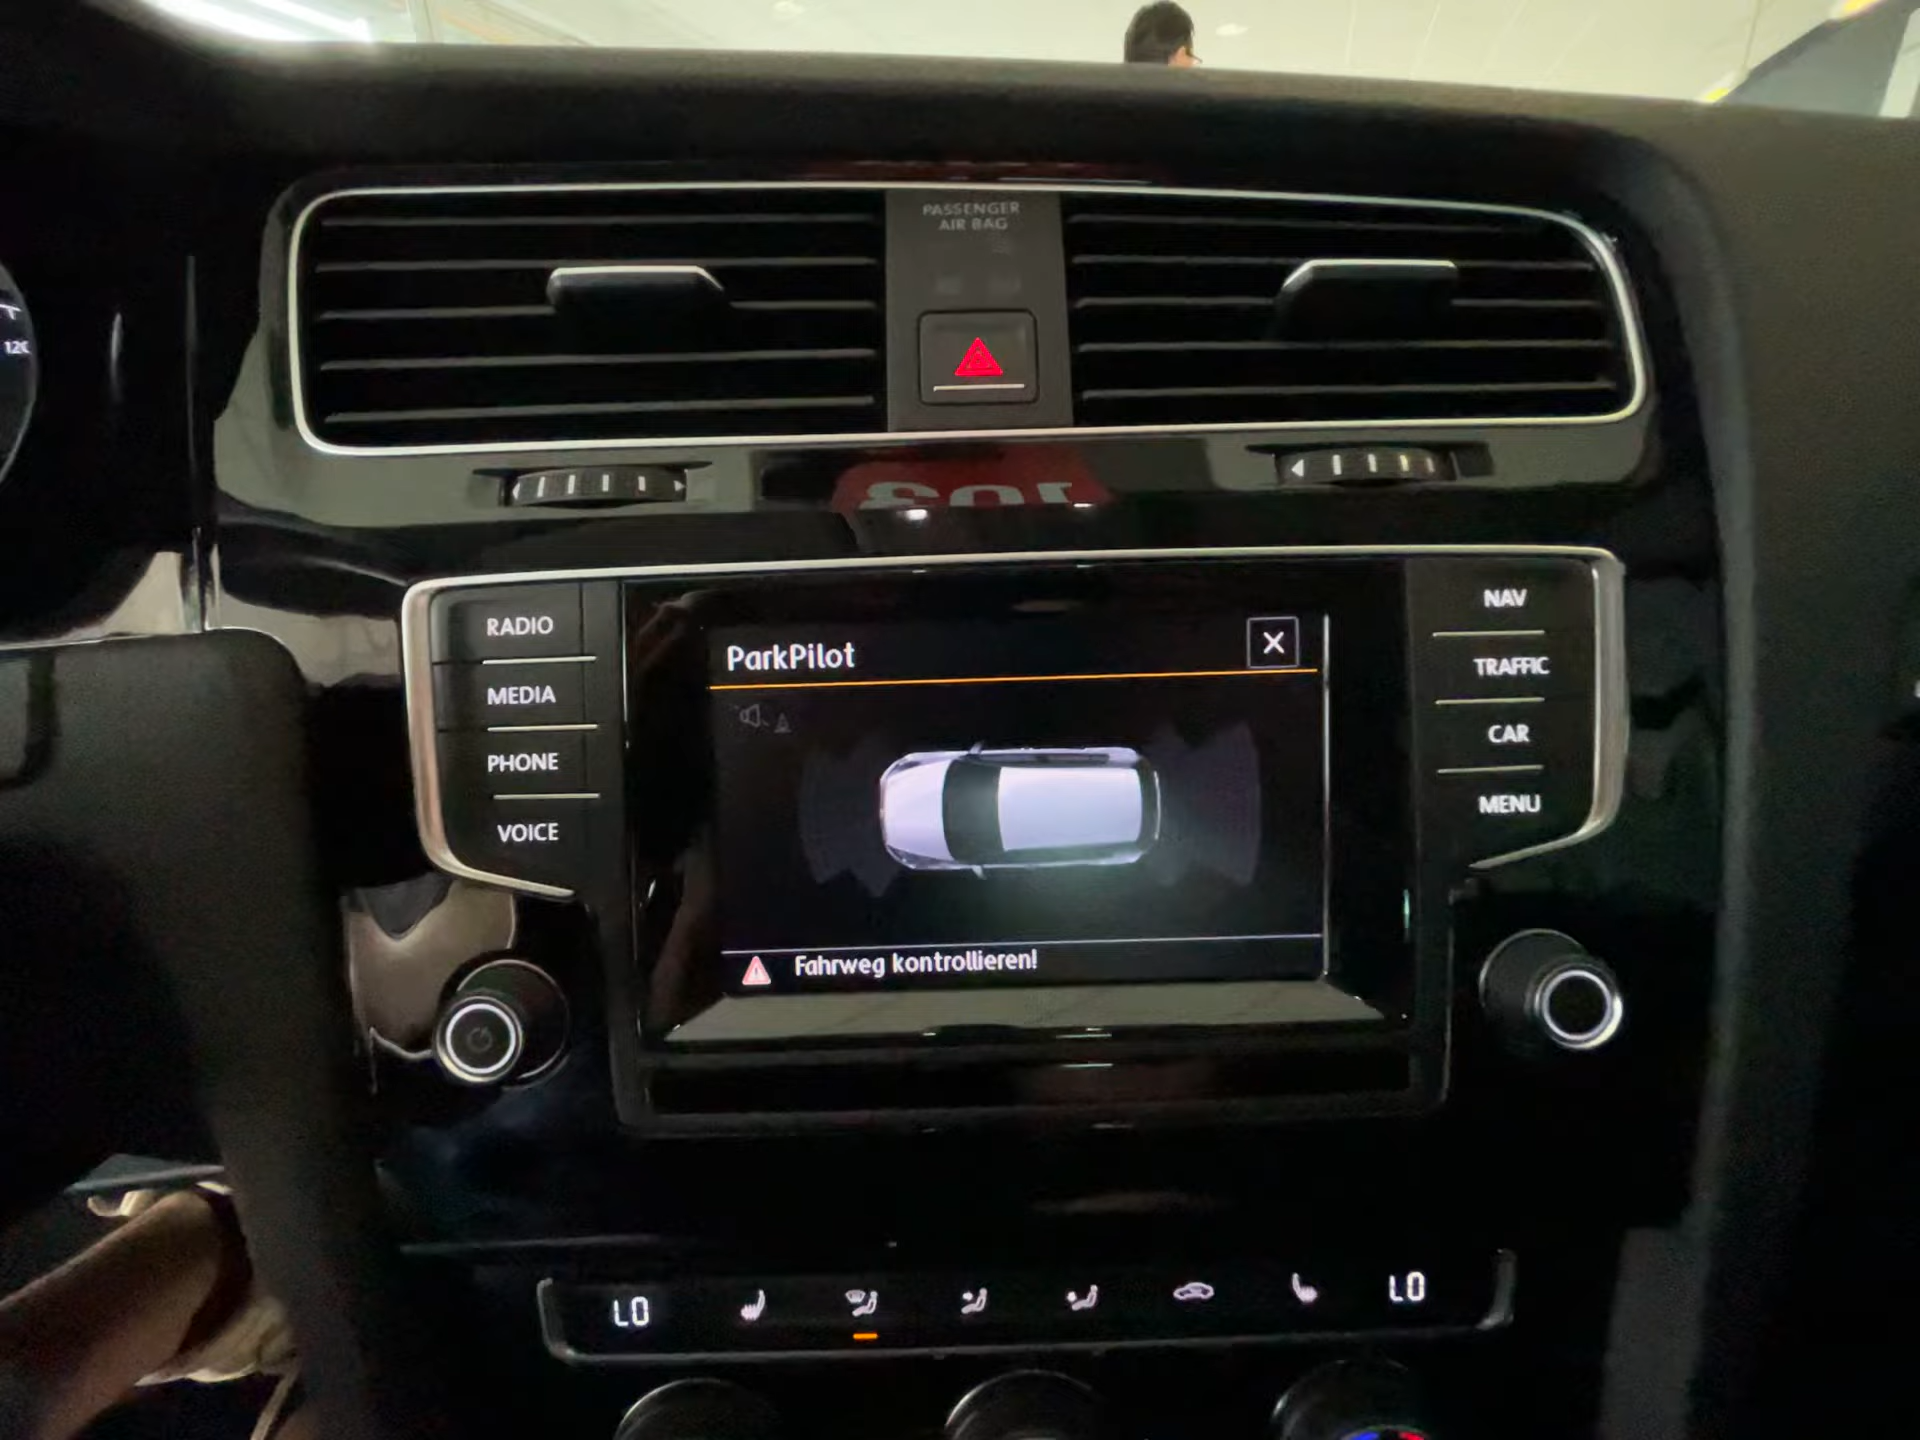 PASSENGER
AIR BAG
RADIO
MEDIA
PHONE
VOICE
ParkPilot
X
Fahrweg kontrollieren!
NAV
TRAFFIC
CAR
MENU
LO
LO